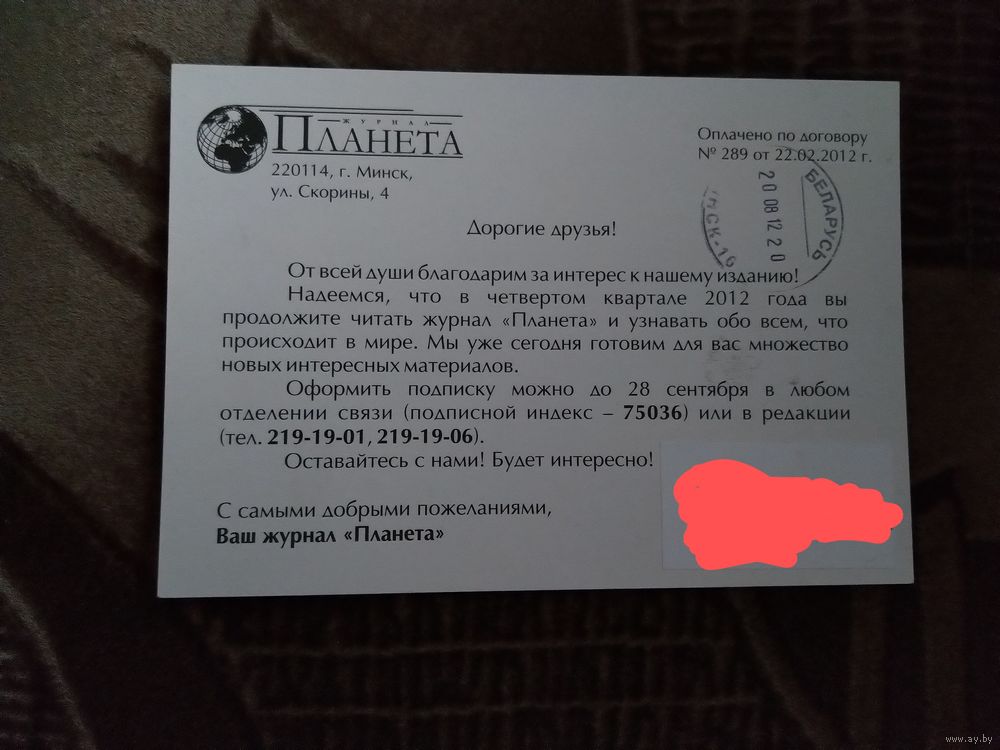 ЖУРНАЛ
ПЛАНЕТА
220114, г. Минск,
ул. Скорины, 4
Оплачено по договору
№ 289 от 22.02.2012 г.
БЕЛАРУСЬ
20 08 12 20
Дорогие друзья!
От всей души благодарим за интерес к нашему изданию!
Надеемся, что в четвертом квартале 2012 года вы
продолжите читать журнал «Планета» и узнавать обо всем, что
происходит в мире. Мы уже сегодня готовим для вас множество
новых интересных материалов.
Оформить подписку можно до 28 сентября в любом
отделении связи (подписной индекс – 75036) или в редакции
(тел. 219-19-01, 219-19-06).
Оставайтесь с нами! Будет интересно!
С самыми добрыми пожеланиями,
Ваш журнал «Планета»
www.ay.by